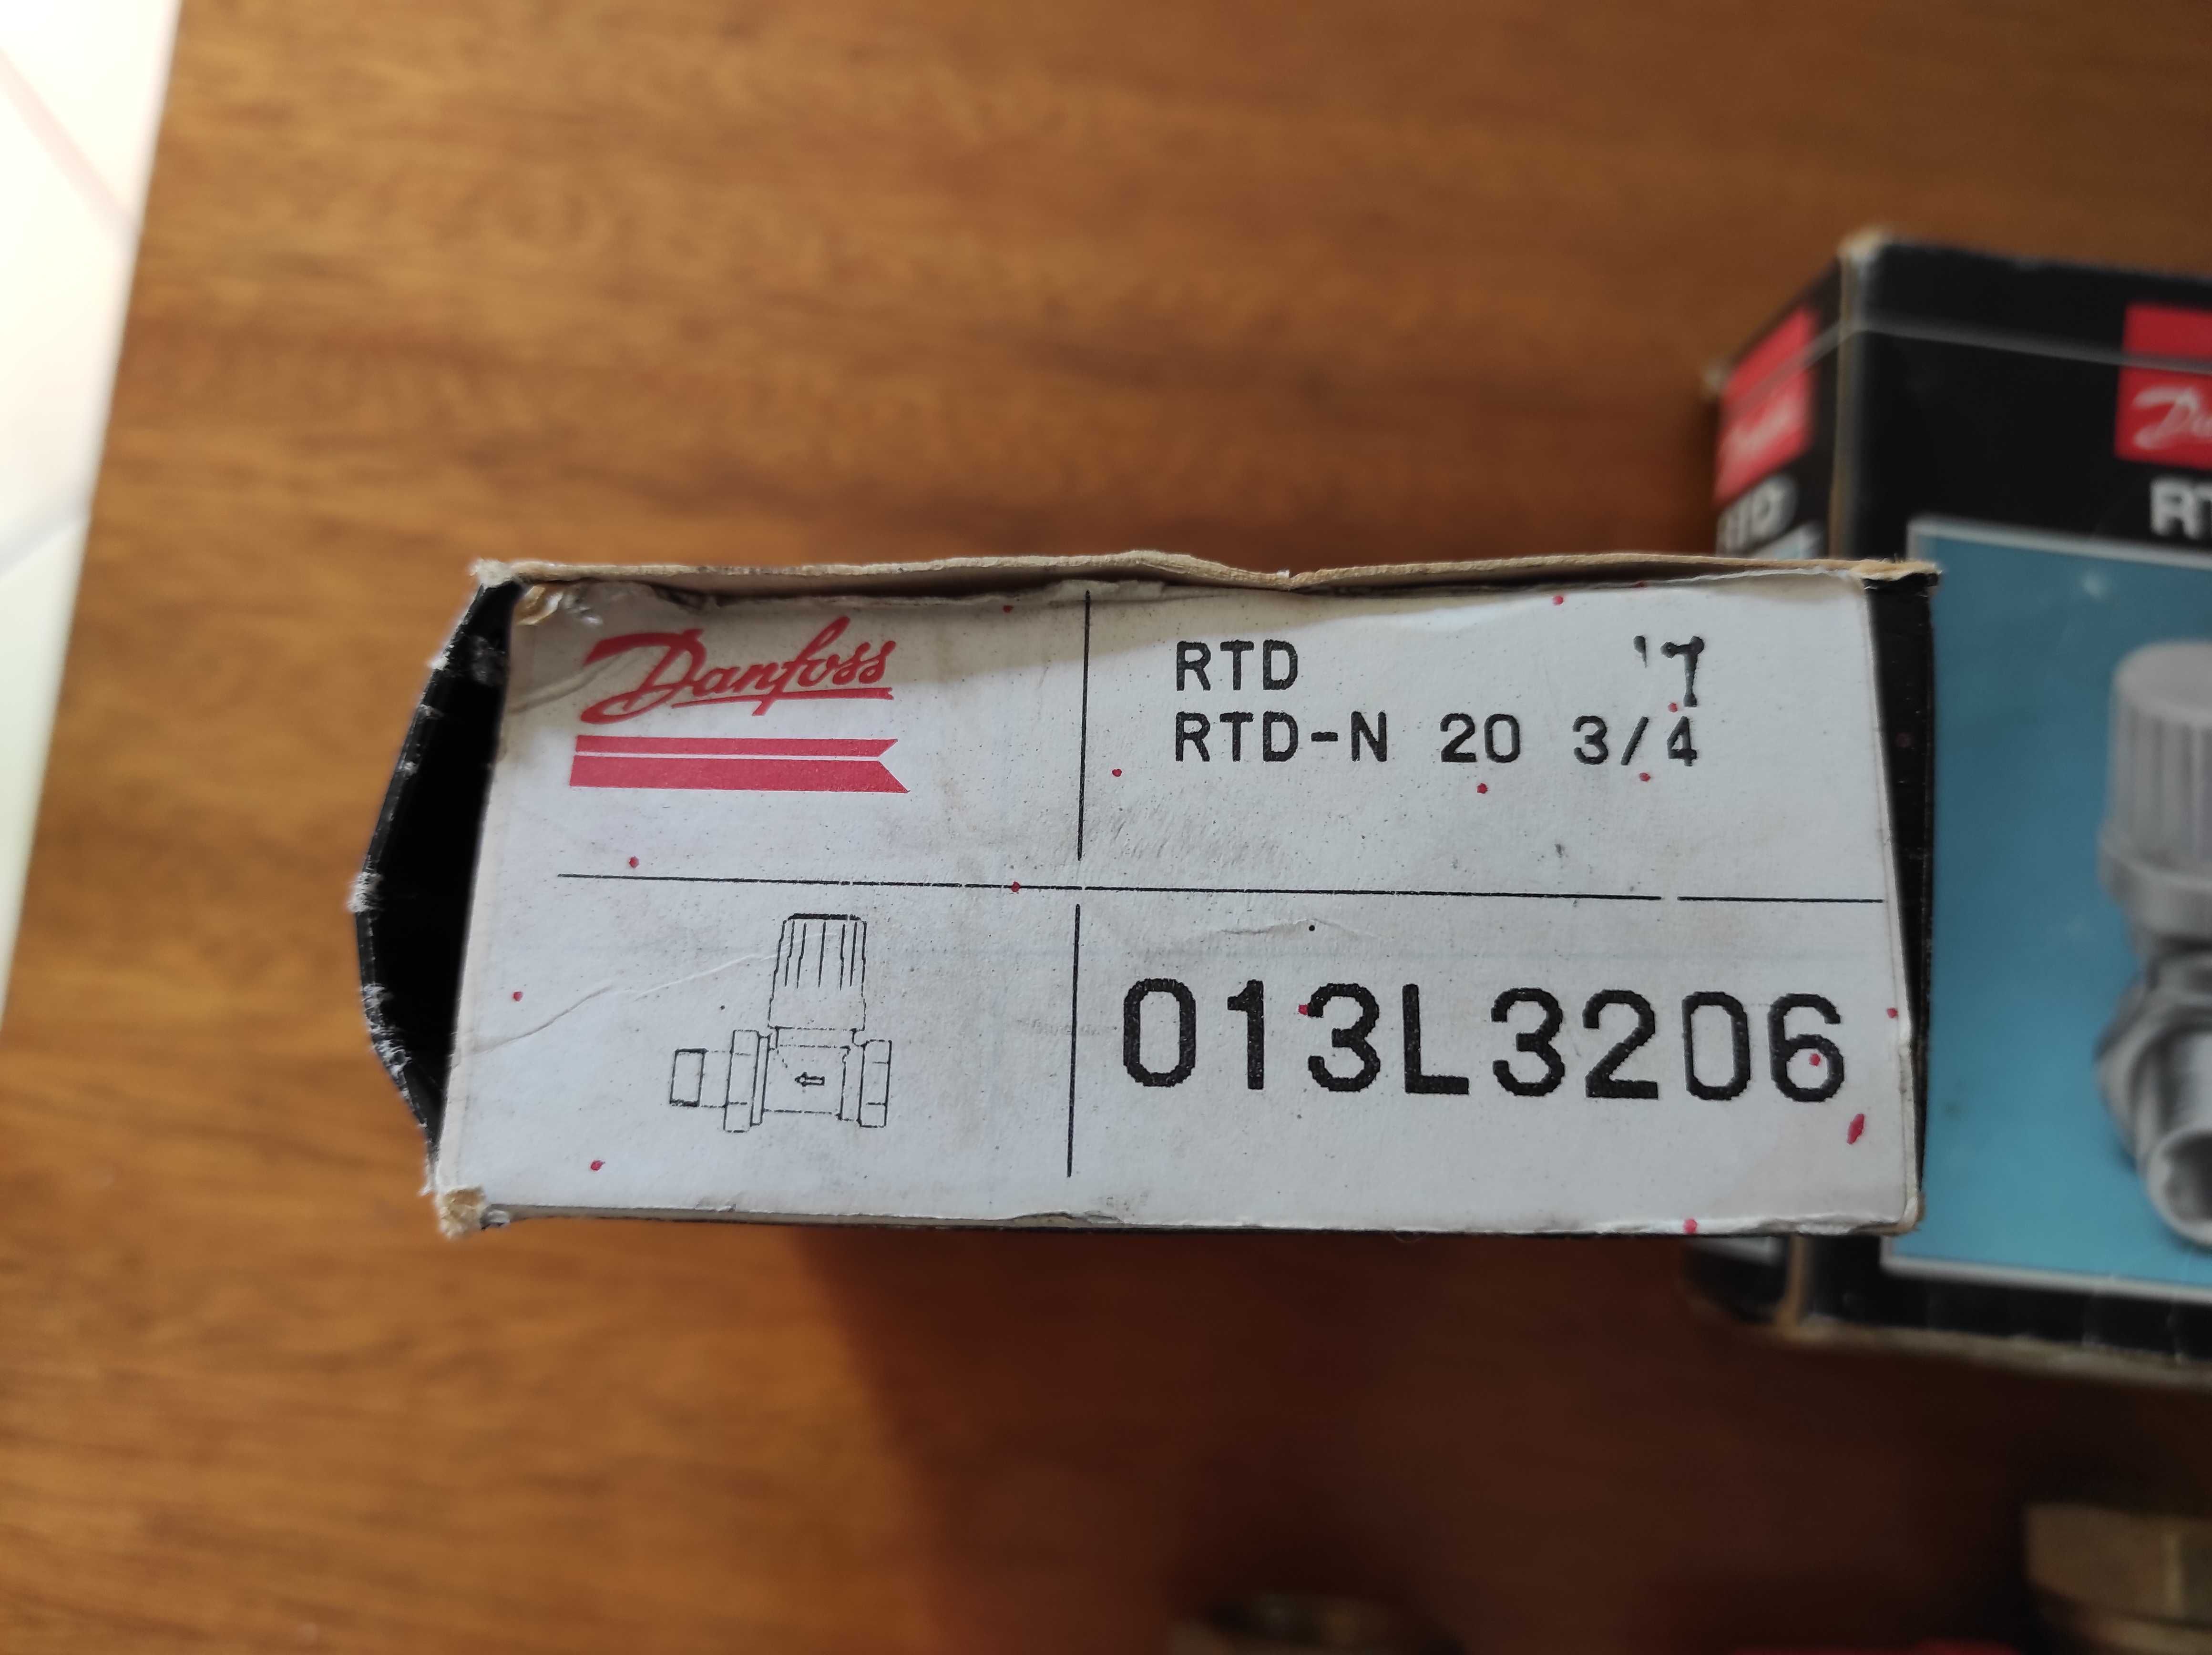 Danfoss
RTD
RTD-N 20 3/4
013L3206